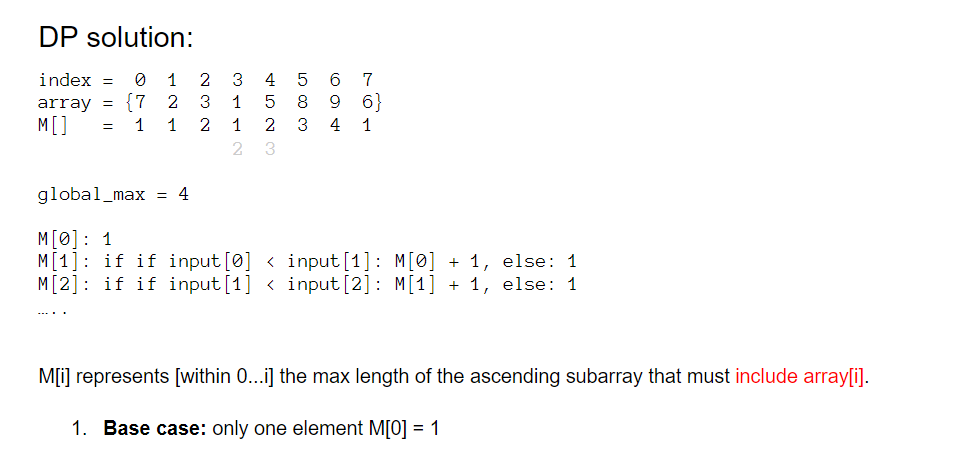 DP solution:
index = 0 1 2 3 4 5 6 7
array = {7 2 3 1 5 8 9 6}
M[] = 1 1 2 1 2 3 4 1
2 3
global_max = 4
M[0]: 1
M[1]: if if input[0] < input[1]: M[0] + 1, else: 1
M[2]: if if input[1] < input[2]: M[1] + 1, else: 1
…..
M[i] represents [within 0...i] the max length of the ascending subarray that must include array[i].
1. Base case: only one element M[0] = 1